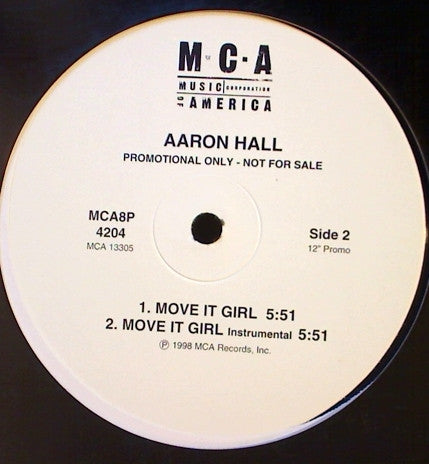 M·C·A
MUSIC CORPORATION
OF AMERICA
AARON HALL
PROMOTIONAL ONLY - NOT FOR SALE
MCA8P
4204
MCA 13305
Side 2
12" Promo
1. MOVE IT GIRL 5:51
2. MOVE IT GIRL Instrumental 5:51
℗ 1998 MCA Records, Inc.